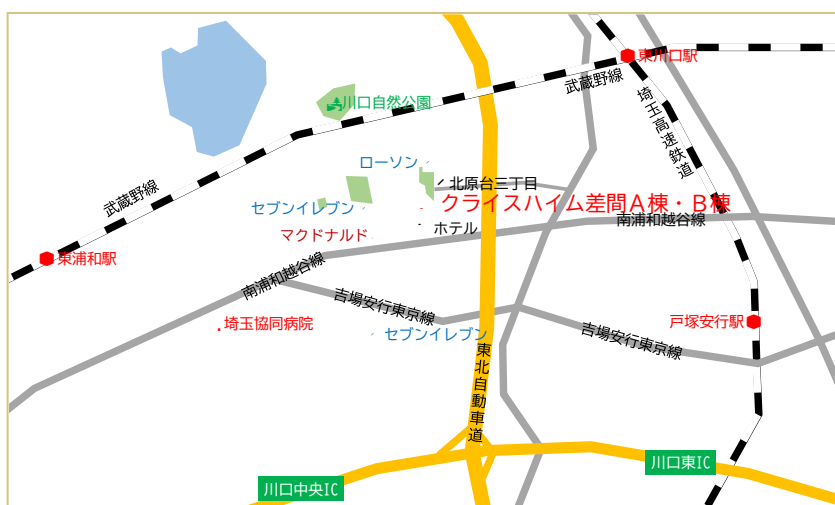 東川口駅
武蔵野線
埼玉高速鉄道
川口自然公園
ローソン
北原台三丁目
武蔵野線
セブンイレブン
クライスハイム差間A棟・B棟
南浦和越谷線
マクドナルド
ホテル
東浦和駅
南浦和越谷線
吉場安行東京線
埼玉協同病院
セブンイレブン
戸塚安行駅
吉場安行東京線
東北自動車道
川口東IC
川口中央IC